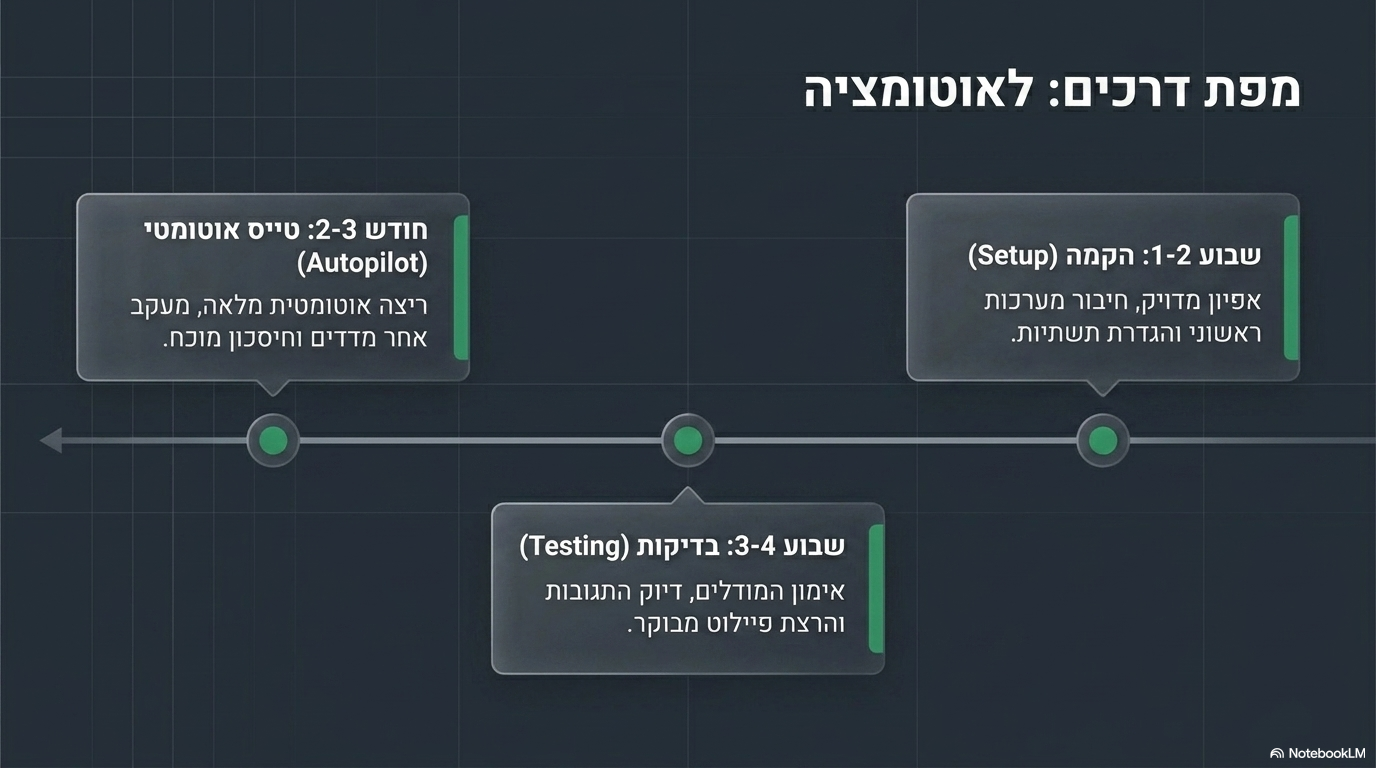 מפת דרכים: לאוטומציה
שבוע 1-2: הקמה (Setup)
אפיון מדויק, חיבור מערכות
ראשוני והגדרת תשתיות.
שבוע 3-4: בדיקות (Testing)
אימון המודלים, דיוק התגובות
והרצת פיילוט מבוקר.
חודש 2-3: טייס אוטומטי
(Autopilot)
ריצה אוטומטית מלאה, מעקב
אחר מדדים וחיסכון מוכח.
NotebookLM